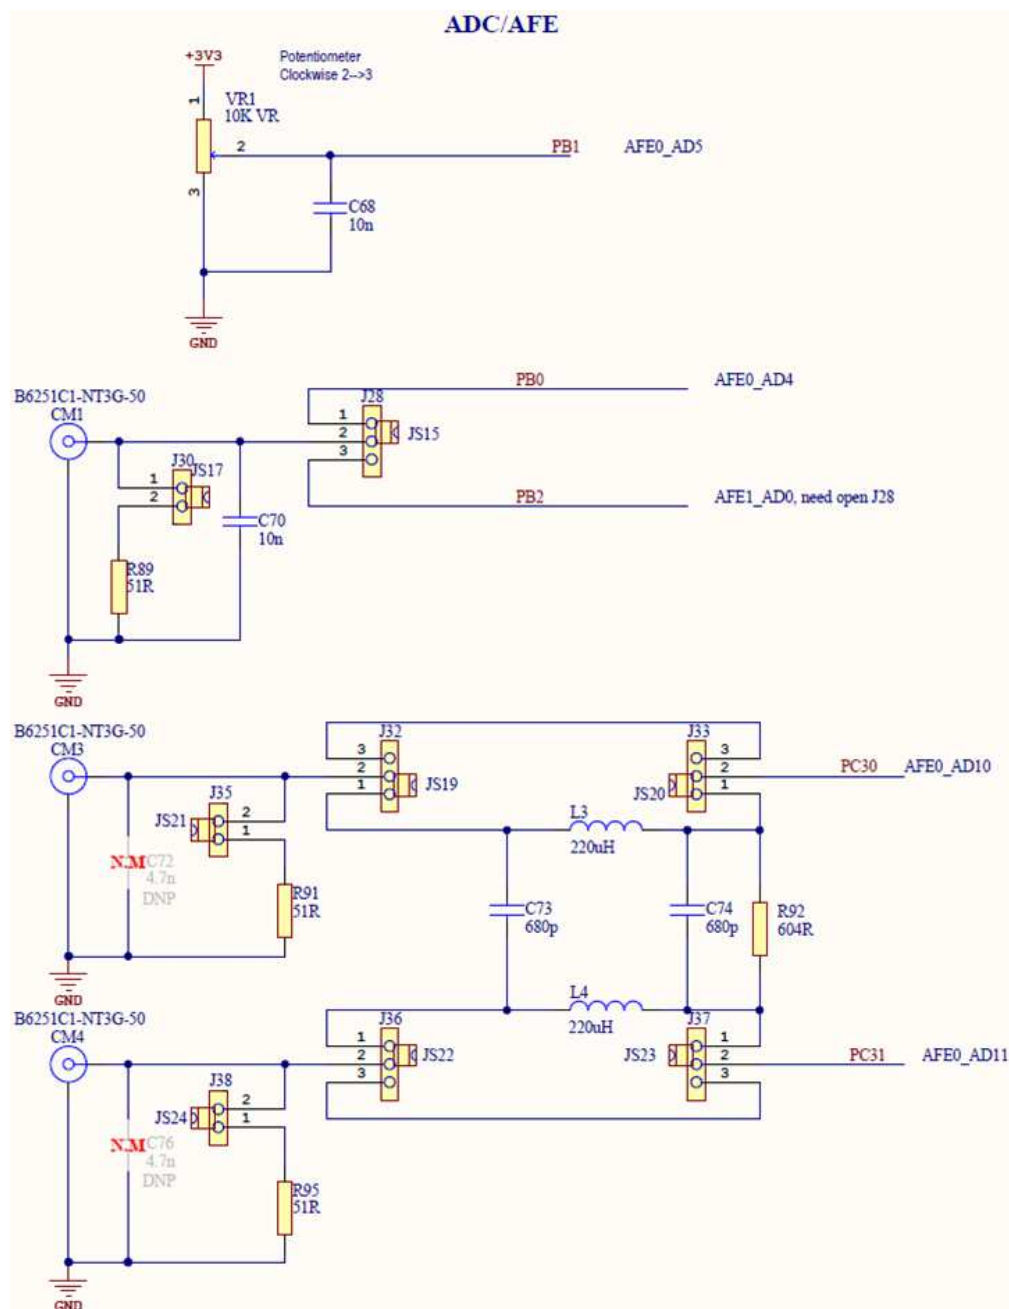 ADC/AFE
+3V3
Potentiometer
Clockwise 2-->3
1
VR1
10K VR
2
PB1
AFE0_AD5
3
C68
10n
GND
B6251C1-NT3G-50
CM1
PB0
AFE0_AD4
J28
1
2
3
JS15
J30
JS17
1
2
PB2
AFE1_AD0, need open J28
C70
10n
R89
51R
GND
B6251C1-NT3G-50
CM3
J32
3
2
1
JS19
J33
3
2
1
JS20
PC30
AFE0_AD10
J35
JS21
2
1
L3
220uH
N.M
C72
4.7n
DNP
R91
51R
C73
680p
C74
680p
R92
604R
GND
B6251C1-NT3G-50
CM4
L4
220uH
J36
1
2
3
JS22
J37
JS23
1
2
3
PC31
AFE0_AD11
J38
JS24
2
1
N.M
C76
4.7n
DNP
R95
51R
GND